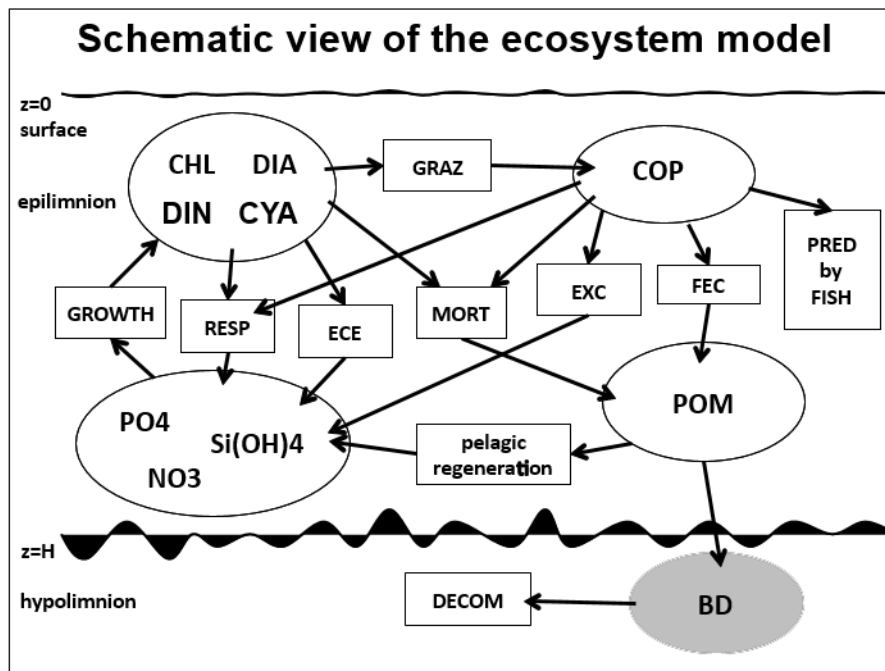 Schematic view of the ecosystem model
z=0
surface
epilimnion
CHL DIA
DIN CYA
GRAZ
COP
PRED
by
FISH
GROWTH
RESP
ECE
MORT
EXC
FEC
PO4
Si(OH)4
NO3
pelagic
regeneration
POM
z=H
hypolimnion
DECOM
BD